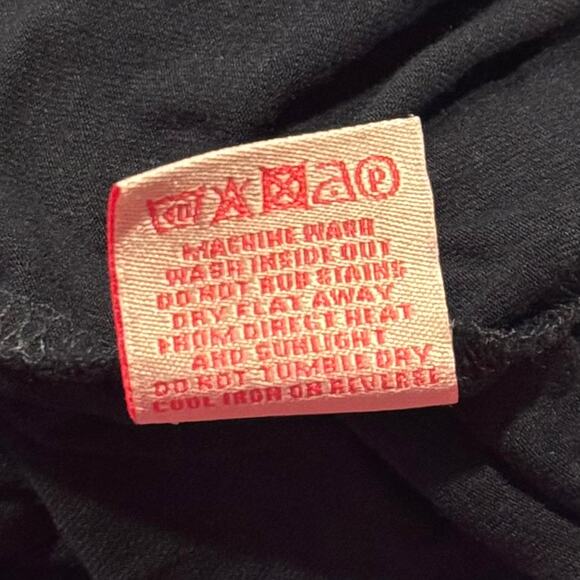 P
MACHINE WASH
WASH INSIDE OUT
DO NOT RUB STAINS
DRY FLAT AWAY
FROM DIRECT HEAT
AND SUNLIGHT
DO NOT TUMBLE DRY
COOL IRON ON REVERSE